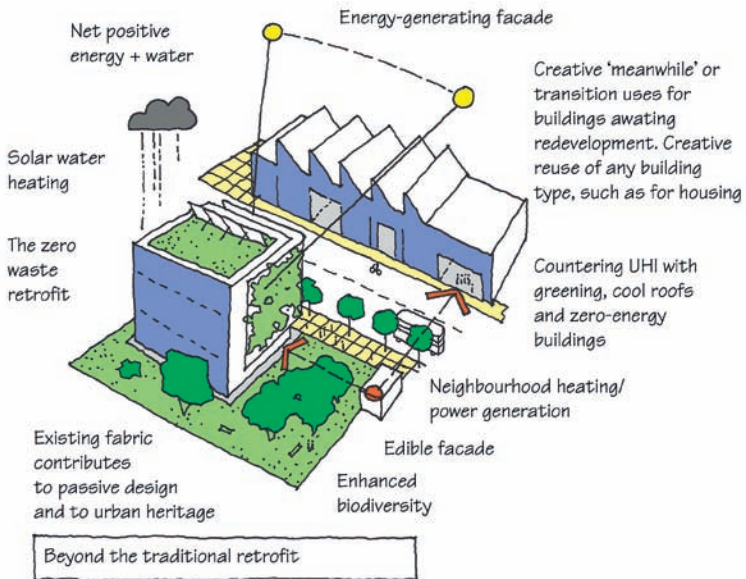 Energy-generating facade
Net positive
energy + water
Creative ‘meanwhile’ or
transition uses for
buildings awating
redevelopment. Creative
reuse of any building
type, such as for housing
Solar water
heating
The zero
waste
retrofit
Countering UHI with
greening, cool roofs
and zero-energy
buildings
Neighbourhood heating/
power generation
Edible facade
Enhanced
biodiversity
Existing fabric
contributes
to passive design
and to urban heritage
Beyond the traditional retrofit